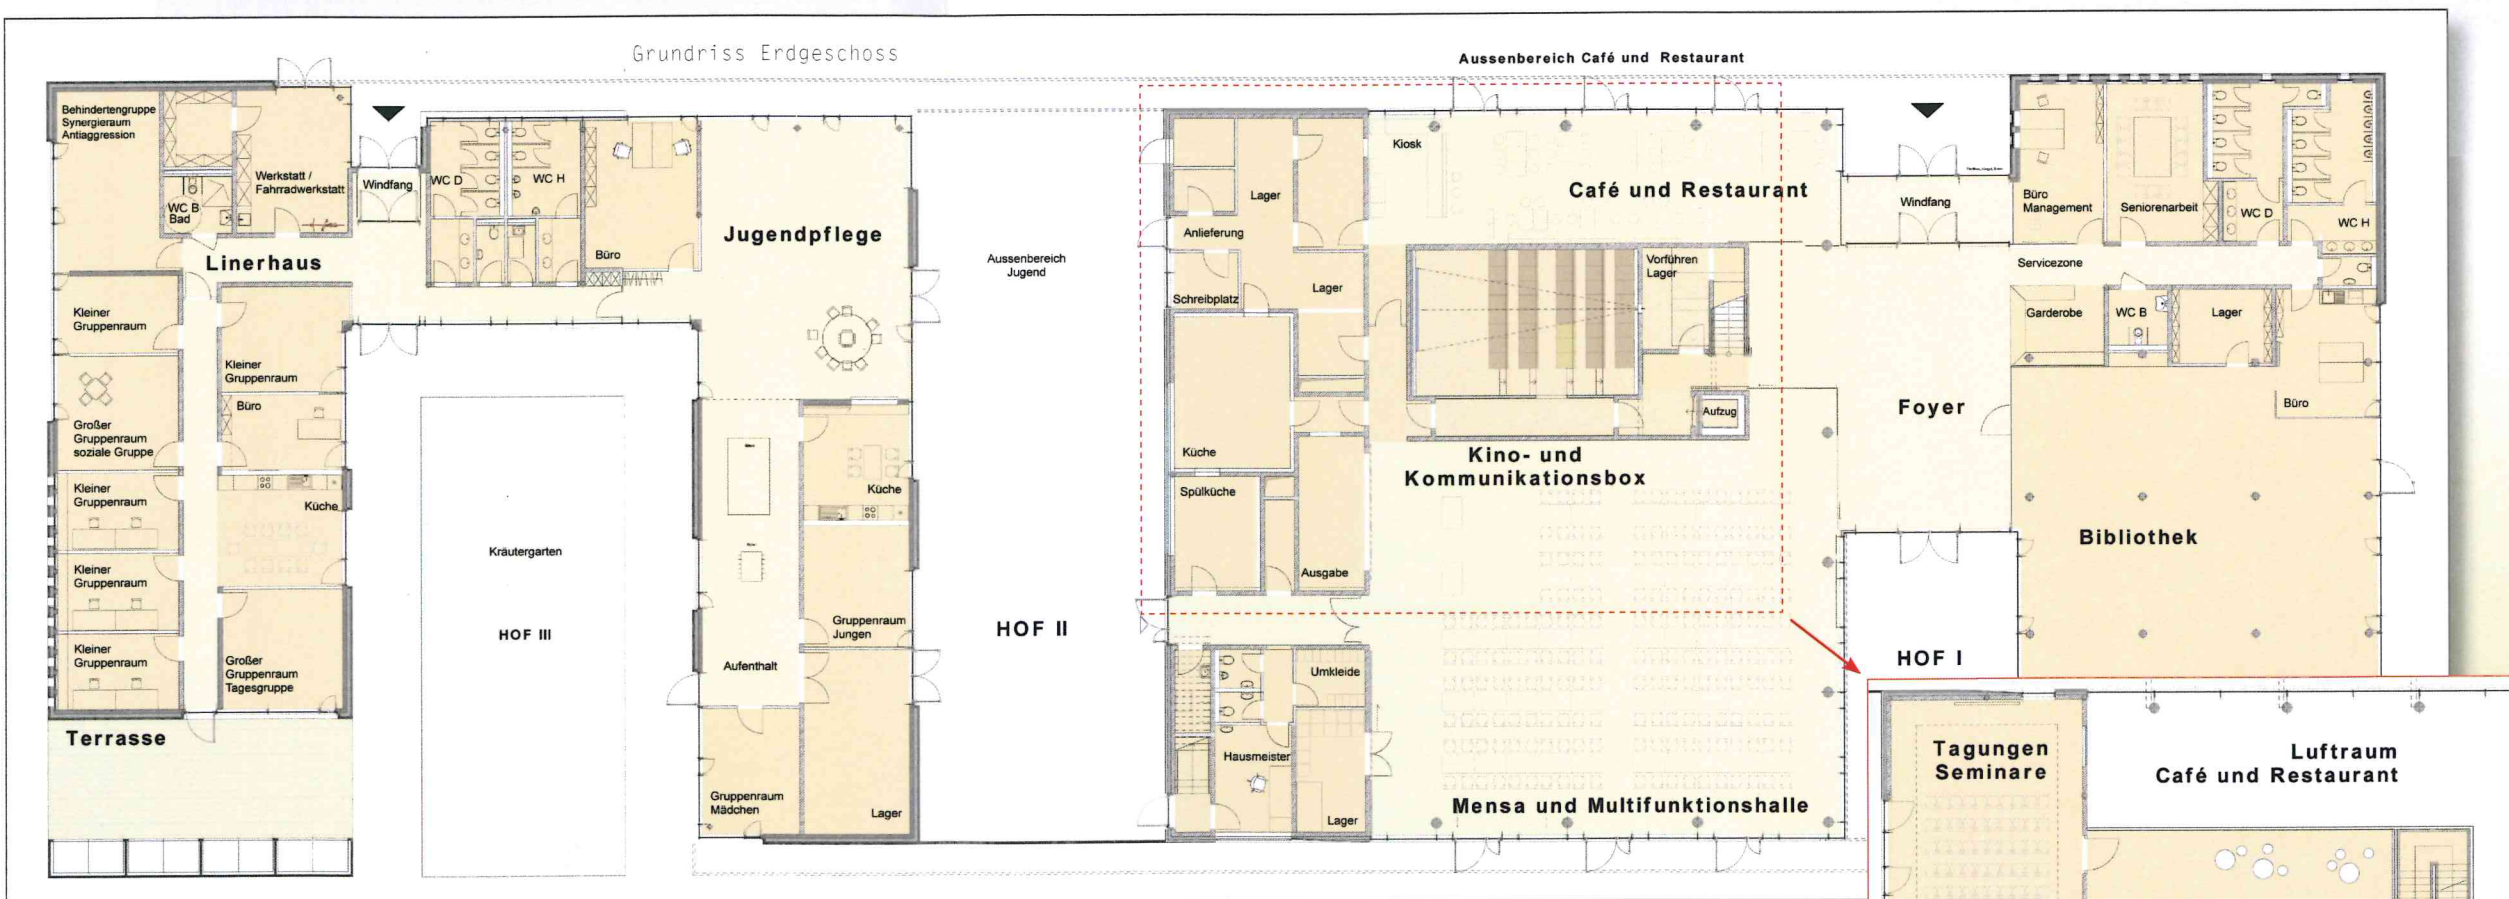 Grundriss Erdgeschoss
Aussenbereich Café und Restaurant
Behindertengruppe
Synergieraum
Antiaggression
WC B
Bad
Werkstatt /
Fahrradwerkstatt
Windfang
WC D
WC H
Büro
Jugendpflege
Linerhaus
Kleiner
Gruppenraum
Kleiner
Gruppenraum
Büro
Großer
Gruppenraum
soziale Gruppe
Kleiner
Gruppenraum
Küche
Kleiner
Gruppenraum
Kleiner
Gruppenraum
Großer
Gruppenraum
Tagesgruppe
Terrasse
Kräutergarten
HOF III
Küche
Gruppenraum
Jungen
Aufenthalt
Gruppenraum
Mädchen
Lager
Aussenbereich
Jugend
HOF II
Kiosk
Lager
Café und Restaurant
Anlieferung
Schreibplatz
Lager
Vorführen
Lager
Küche
Aufzug
Kino- und
Kommunikationsbox
Spülküche
Ausgabe
Umkleide
Hausmeister
Lager
Mensa und Multifunktionshalle
Windfang
Büro
Management
Seniorenarbeit
WC D
WC H
Servicezone
Garderobe
WC B
Lager
Büro
Foyer
Bibliothek
HOF I
Tagungen
Seminare
Luftraum
Café und Restaurant